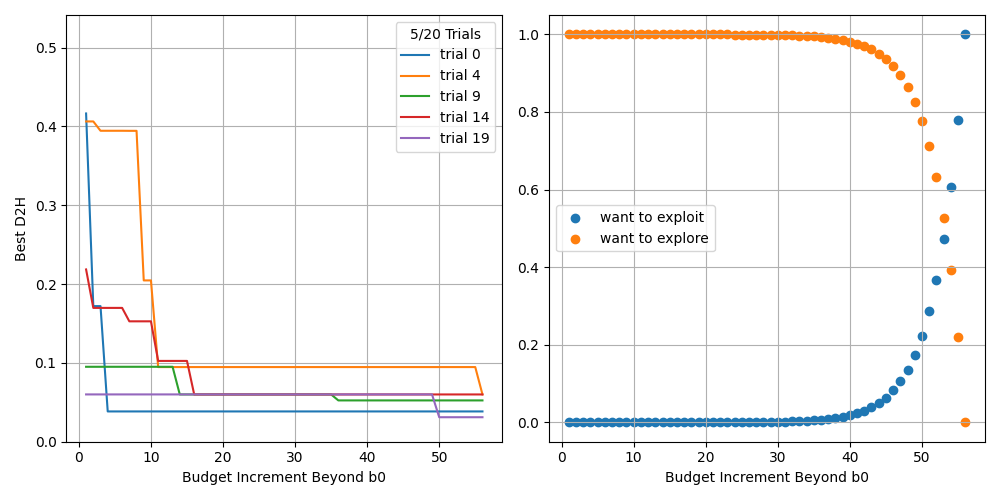 5/20 Trials
trial 0
trial 4
trial 9
trial 14
trial 19
Best D2H
0.5
0.4
0.3
0.2
0.1
0.0
0 10 20 30 40 50
Budget Increment Beyond b0
1.0
0.8
0.6
0.4
0.2
0.0
want to exploit
want to explore
0 10 20 30 40 50
Budget Increment Beyond b0